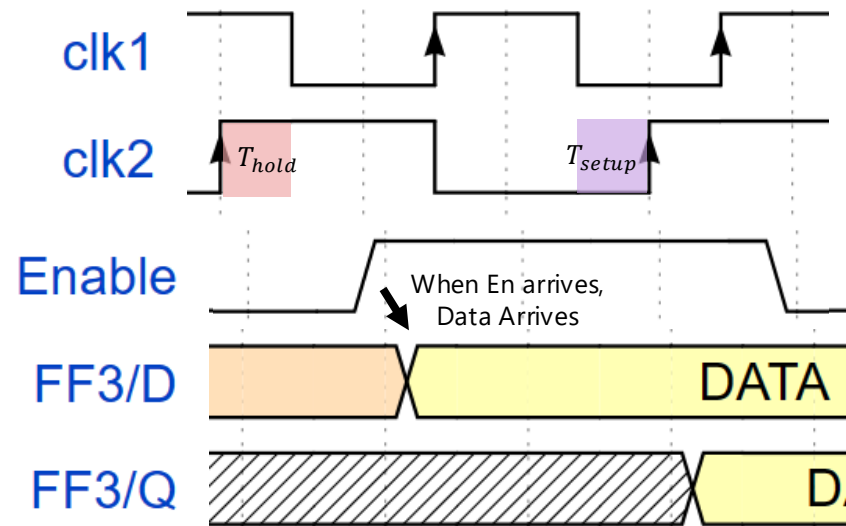 clk1
clk2
T_hold
T_setup
Enable
When En arrives,
Data Arrives
FF3/D
DATA
FF3/Q